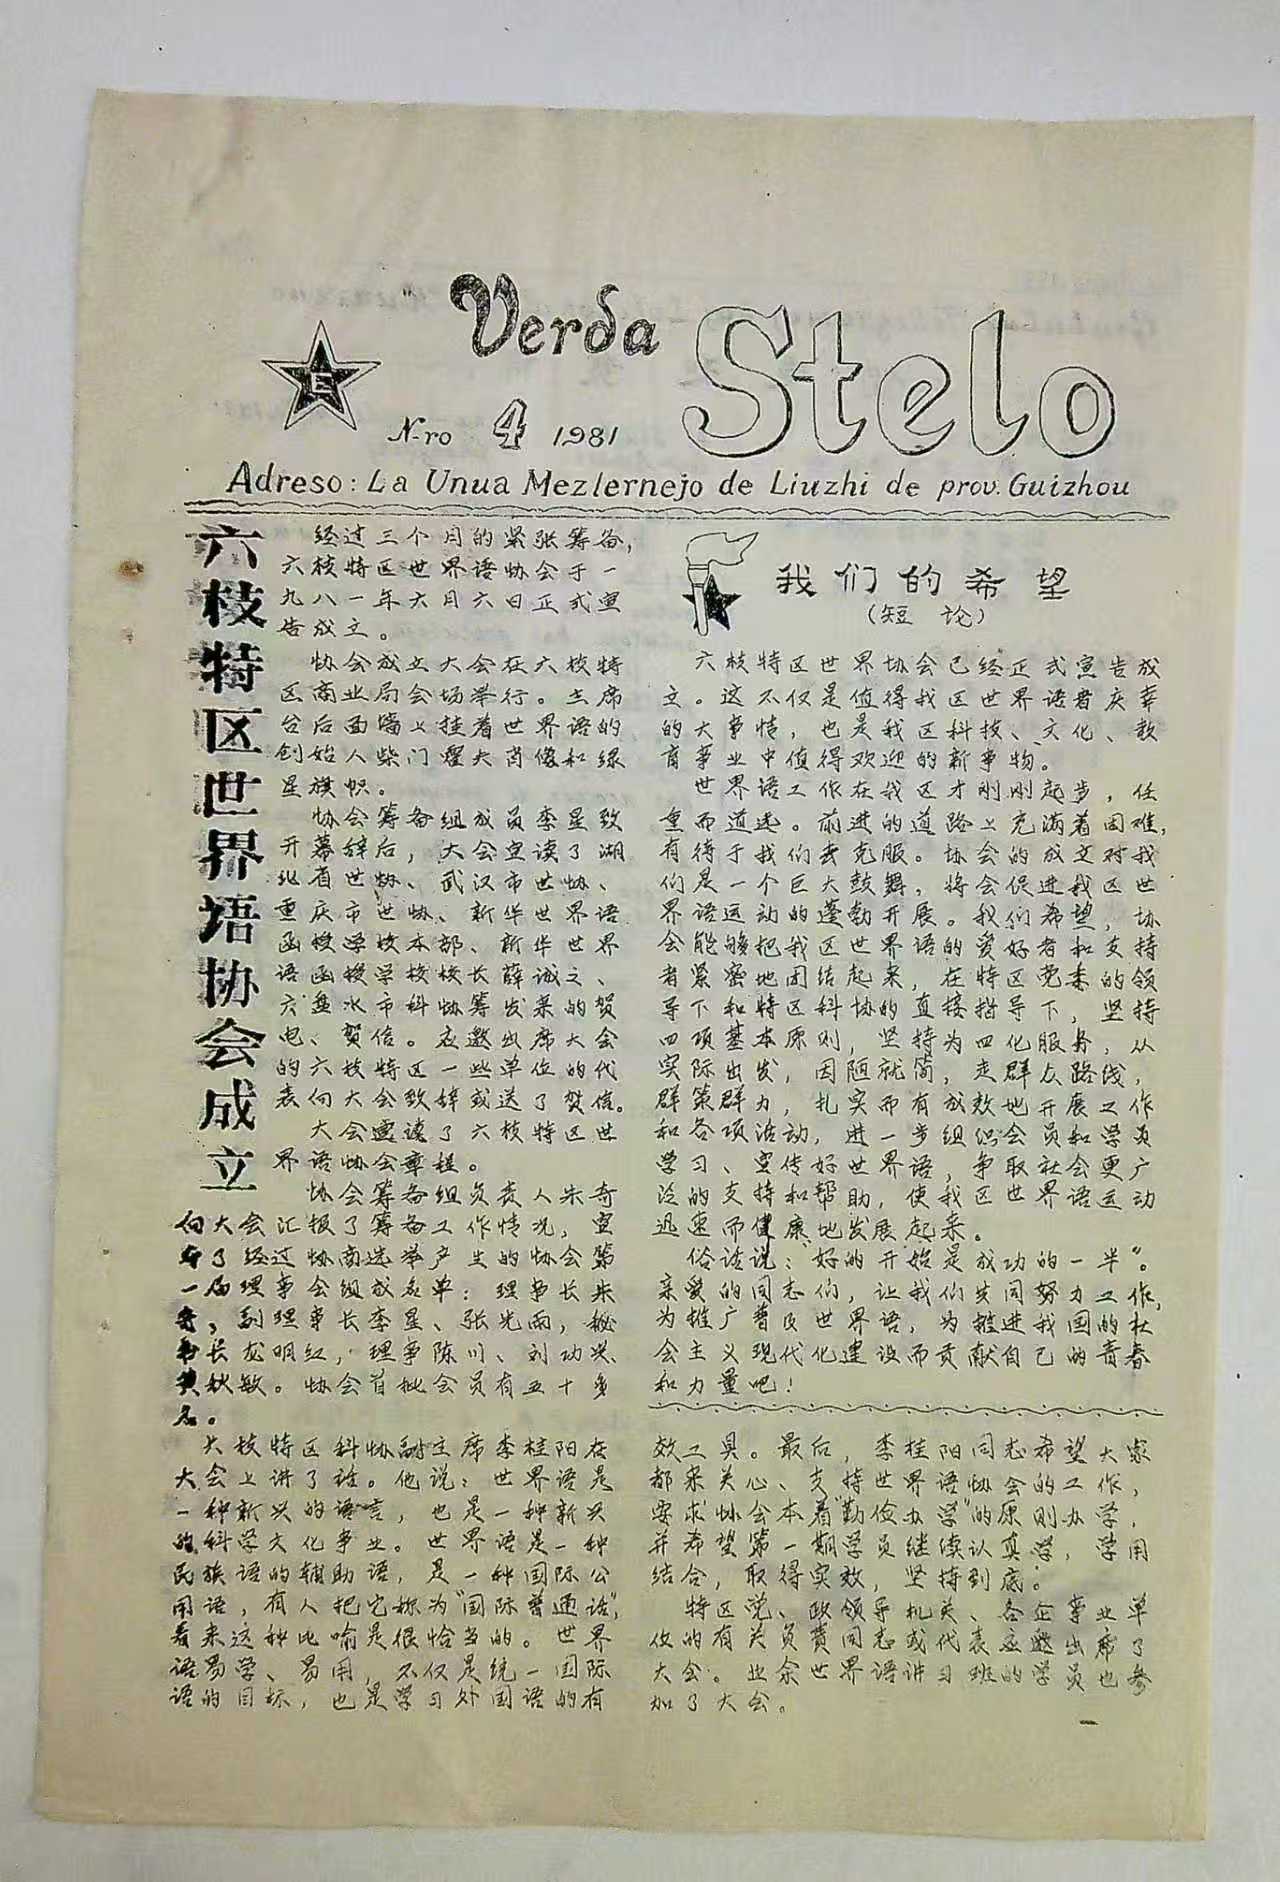 Verda Stelo
E
N-ro 4 1981
Adreso: La Unua Mezlernejo de Liuzhi de prov. Guizhou
六枝特区世界语协会成立
经过三个月的紧张筹备，
六枝特区世界语协会于一
九八一年六月六日正式宣
告成立。
协会成立大会在六枝特
区商业局会场举行。主席
台后面墙上挂着世界语的
创始人柴门霍夫肖像和绿
星旗帜。
协会筹备组成员李星致
开幕辞后，大会宣读了湖
北省世协、武汉市世协、
重庆市世协、新华世界语
函授学校本部、新华世界
语函授学校校长薛诚之、
六盘水市科协筹发来的贺
电、贺信。应邀出席大会
的六枝特区一些单位的代
表向大会致辞或送了贺信。
大会宣读了六枝特区世
界语协会章程。
协会筹备组负责人朱奇
向大会汇报了筹备工作情况，宣
布了经过协商选举产生的协会第
一届理事会组成名单：理事长朱
奇，副理事长李星、张光雨，秘
书长龙明红，理事陈川、刘功兴、
黄秋敏。协会首批会员有五十多
名。
六枝特区科协副主席李桂阳在
大会上讲了话。他说：世界语是
一种新兴的语言，也是一种新兴
的科学文化事业。世界语是一种
民族语的辅助语，是一种国际公
用语，有人把它称为“国际普通话”，
看来这种比喻是很恰当的。世界
语易学、易用，不仅是统一国际
语的目标，也是学习外国语的有
效工具。最后，李桂阳同志希望大家
都来关心、支持世界语协会的工作，
要求协会本着“勤俭办学”的原则办学，
并希望第一期学员继续认真学，学用
结合，取得实效，坚持到底。
特区党、政领导机关、各企事业单
位的有关负责同志或代表应邀出席了
大会。业余世界语讲习班的学员也参
加了大会。
我们的希望
（短论）
六枝特区世界协会已经正式宣告成
立。这不仅是值得我区世界语者庆幸
的大事情，也是我区科技、文化、教
育事业中值得欢迎的新事物。
世界语工作在我区才刚刚起步，任
重而道远。前进的道路上充满着困难，
有待于我们去克服。协会的成立对我
们是一个巨大鼓舞，将会促进我区世
界语运动的蓬勃开展。我们希望，协
会能够把我区世界语的爱好者和支持
者紧密地团结起来，在特区党委的领
导下和特区科协的直接指导下，坚持
四项基本原则，坚持为四化服务，从
实际出发，因陋就简，走群众路线，
群策群力，扎实而有成效地开展工作
和各项活动，进一步组织会员和学员
学习、宣传好世界语，争取社会更广
泛的支持和帮助，使我区世界语运动
迅速而健康地发展起来。
俗话说：“好的开始是成功的一半”。
亲爱的同志们，让我们共同努力工作，
为推广普及世界语，为推进我国的社
会主义现代化建设而贡献自己的青春
和力量吧！